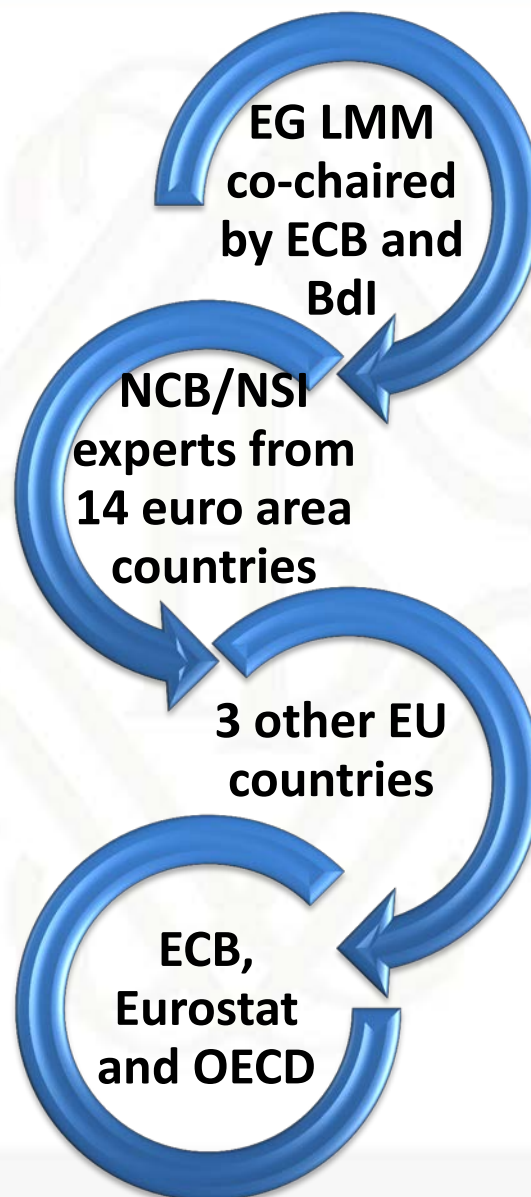 EG LMM
co-chaired
by ECB and
BdI
NCB/NSI
experts from
14 euro area
countries
3 other EU
countries
ECB,
Eurostat
and OECD